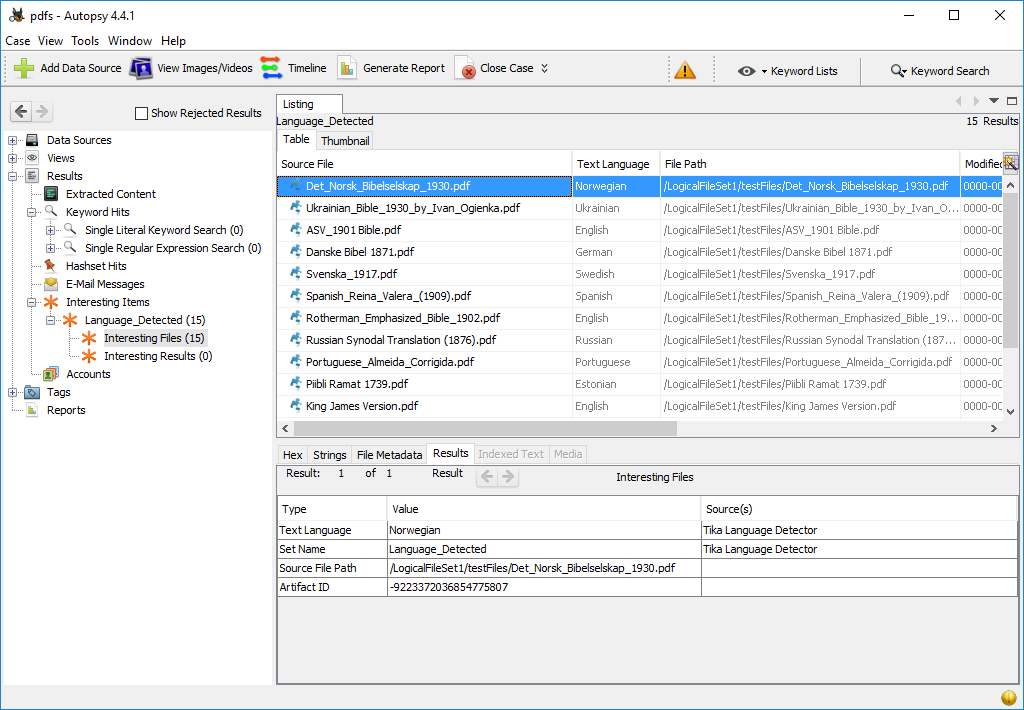 pdfs - Autopsy 4.4.1
Case View Tools Window Help
Add Data Source View Images/Videos Timeline Generate Report Close Case Keyword Lists Keyword Search
Show Rejected Results
Data Sources
Views
Results
Extracted Content
Keyword Hits
Single Literal Keyword Search (0)
Single Regular Expression Search (0)
Hashset Hits
E-Mail Messages
Interesting Items
Language_Detected (15)
Interesting Files (15)
Interesting Results (0)
Accounts
Tags
Reports
Listing
Language_Detected 15 Results
Table Thumbnail
Source File Text Language File Path Modified
Det_Norsk_Bibelselskap_1930.pdf Norwegian /LogicalFileSet1/testFiles/Det_Norsk_Bibelselskap_1930.pdf 0000-00
Ukrainian_Bible_1930_by_Ivan_Ogienka.pdf Ukrainian /LogicalFileSet1/testFiles/Ukrainian_Bible_1930_by_Ivan_O... 0000-00
ASV_1901 Bible.pdf English /LogicalFileSet1/testFiles/ASV_1901 Bible.pdf 0000-00
Danske Bibel 1871.pdf German /LogicalFileSet1/testFiles/Danske Bibel 1871.pdf 0000-00
Svenska_1917.pdf Swedish /LogicalFileSet1/testFiles/Svenska_1917.pdf 0000-00
Spanish_Reina_Valera_(1909).pdf Spanish /LogicalFileSet1/testFiles/Spanish_Reina_Valera_(1909).pdf 0000-00
Rotherman_Emphasized_Bible_1902.pdf English /LogicalFileSet1/testFiles/Rotherman_Emphasized_Bible_19... 0000-00
Russian Synodal Translation (1876).pdf Russian /LogicalFileSet1/testFiles/Russian Synodal Translation (187... 0000-00
Portuguese_Almeida_Corrigida.pdf Portuguese /LogicalFileSet1/testFiles/Portuguese_Almeida_Corrigida.pdf 0000-00
Piibli Ramat 1739.pdf Estonian /LogicalFileSet1/testFiles/Piibli Ramat 1739.pdf 0000-00
King James Version.pdf English /LogicalFileSet1/testFiles/King James Version.pdf 0000-00
Hex Strings File Metadata Results Indexed Text Media
Result: 1 of 1 Result Interesting Files
Type Value Source(s)
Text Language Norwegian Tika Language Detector
Set Name Language_Detected Tika Language Detector
Source File Path /LogicalFileSet1/testFiles/Det_Norsk_Bibelselskap_1930.pdf
Artifact ID -9223372036854775807